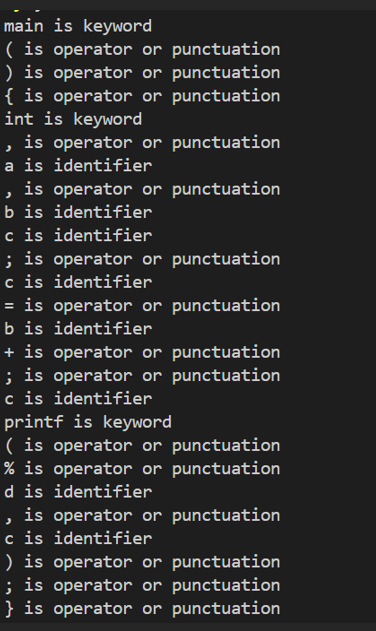 main is keyword
( is operator or punctuation
) is operator or punctuation
{ is operator or punctuation
int is keyword
, is operator or punctuation
a is identifier
, is operator or punctuation
b is identifier
c is identifier
; is operator or punctuation
c is identifier
= is operator or punctuation
b is identifier
+ is operator or punctuation
; is operator or punctuation
c is identifier
printf is keyword
( is operator or punctuation
% is operator or punctuation
d is identifier
, is operator or punctuation
c is identifier
) is operator or punctuation
; is operator or punctuation
} is operator or punctuation